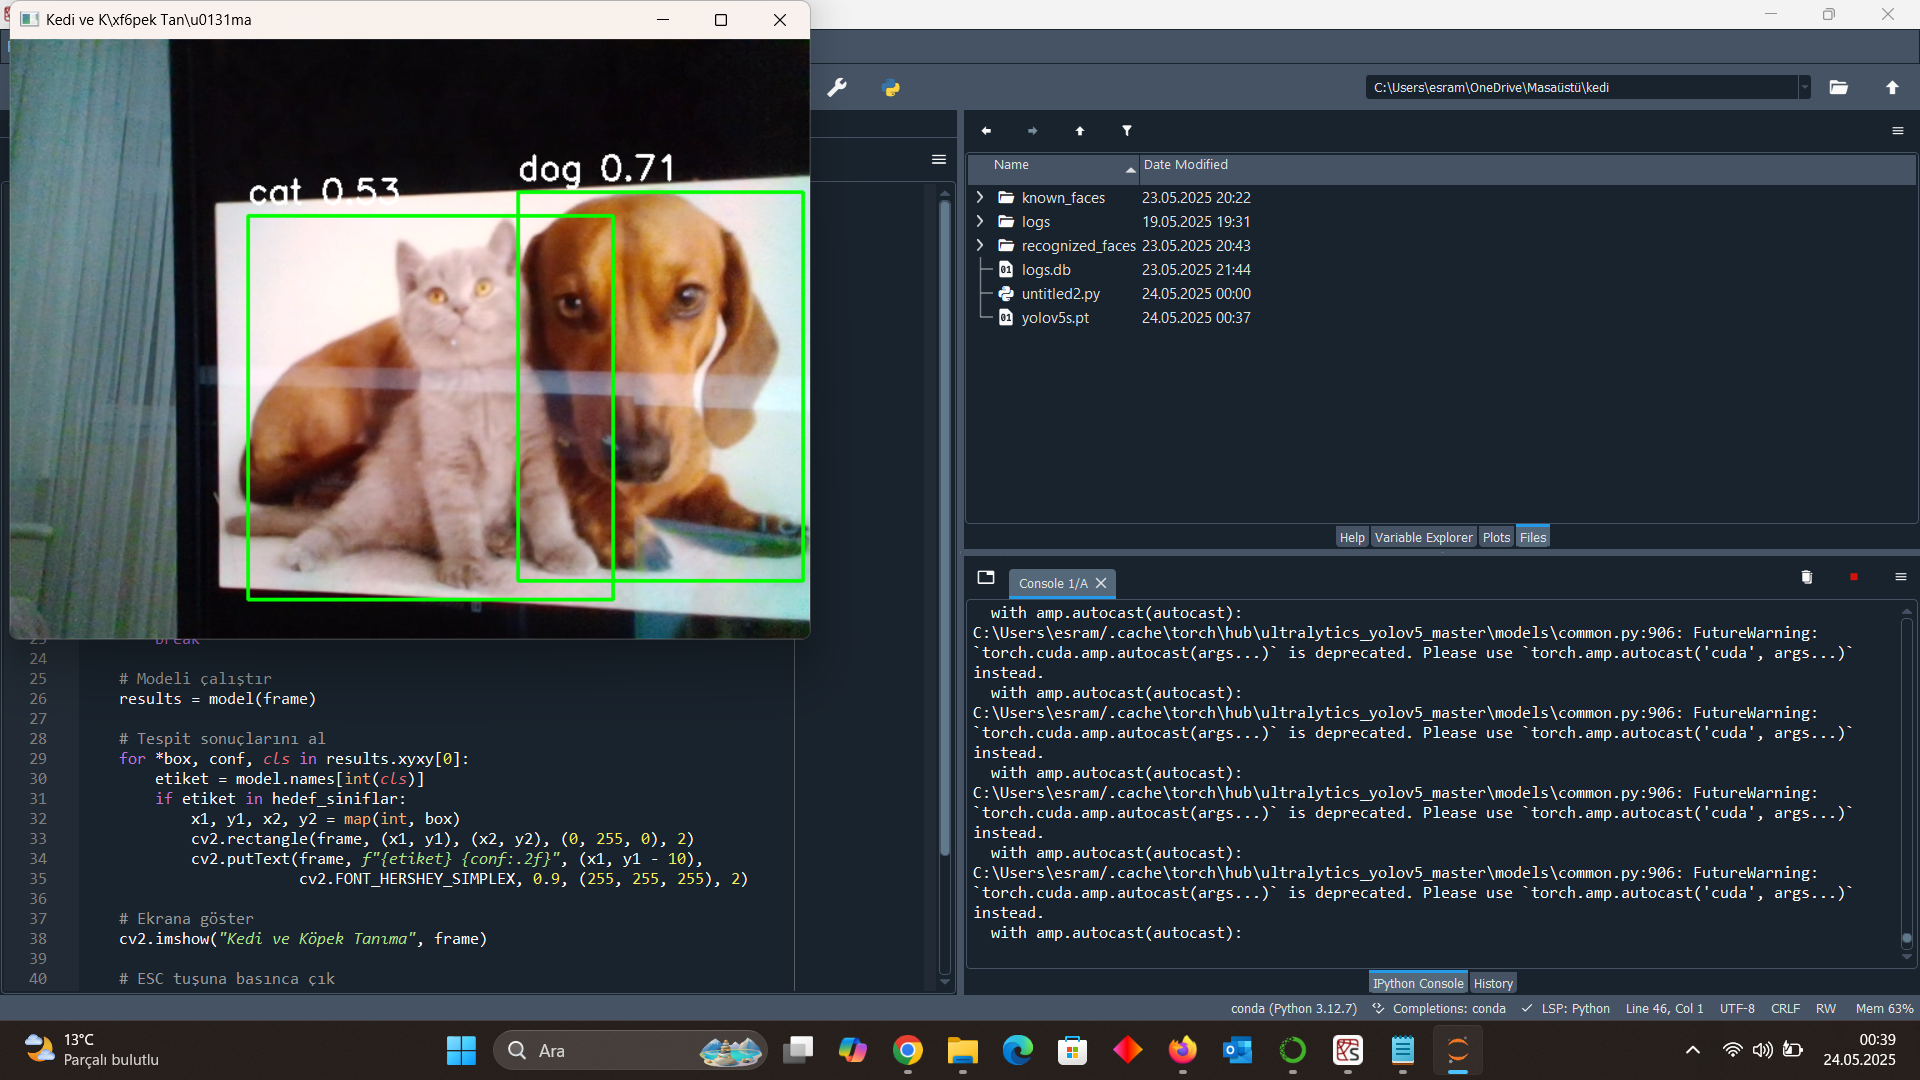 Kedi ve K\xf6pek Tan\u0131ma
cat 0.53
dog 0.71
C:\Users\esram\OneDrive\Masaüstü\kedi
Name
Date Modified
known_faces 23.05.2025 20:22
logs 19.05.2025 19:31
recognized_faces 23.05.2025 20:43
logs.db 23.05.2025 21:44
untitled2.py 24.05.2025 00:00
yolov5s.pt 24.05.2025 00:37
Help Variable Explorer Plots Files
Console 1/A
with amp.autocast(autocast):
C:\Users\esram/.cache\torch\hub\ultralytics_yolov5_master\models\common.py:906: FutureWarning:
`torch.cuda.amp.autocast(args...)` is deprecated. Please use `torch.amp.autocast('cuda', args...)`
instead.
with amp.autocast(autocast):
C:\Users\esram/.cache\torch\hub\ultralytics_yolov5_master\models\common.py:906: FutureWarning:
`torch.cuda.amp.autocast(args...)` is deprecated. Please use `torch.amp.autocast('cuda', args...)`
instead.
with amp.autocast(autocast):
C:\Users\esram/.cache\torch\hub\ultralytics_yolov5_master\models\common.py:906: FutureWarning:
`torch.cuda.amp.autocast(args...)` is deprecated. Please use `torch.amp.autocast('cuda', args...)`
instead.
with amp.autocast(autocast):
C:\Users\esram/.cache\torch\hub\ultralytics_yolov5_master\models\common.py:906: FutureWarning:
`torch.cuda.amp.autocast(args...)` is deprecated. Please use `torch.amp.autocast('cuda', args...)`
instead.
with amp.autocast(autocast):
IPython Console History
23 break
24
25 # Modeli çalıştır
26 results = model(frame)
27
28 # Tespit sonuçlarını al
29 for *box, conf, cls in results.xyxy[0]:
30 etiket = model.names[int(cls)]
31 if etiket in hedef_siniflar:
32 x1, y1, x2, y2 = map(int, box)
33 cv2.rectangle(frame, (x1, y1), (x2, y2), (0, 255, 0), 2)
34 cv2.putText(frame, f"{etiket} {conf:.2f}", (x1, y1 - 10),
35 cv2.FONT_HERSHEY_SIMPLEX, 0.9, (255, 255, 255), 2)
36
37 # Ekrana göster
38 cv2.imshow("Kedi ve Köpek Tanıma", frame)
39
40 # ESC tuşuna basınca çık
conda (Python 3.12.7) Completions: conda LSP: Python Line 46, Col 1 UTF-8 CRLF RW Mem 63%
13°C
Parçalı bulutlu
Ara
00:39
24.05.2025